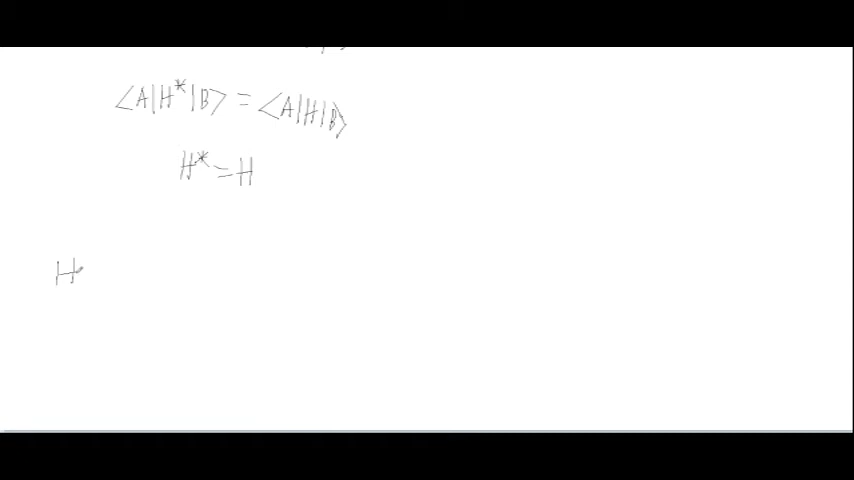 ⟨A|H*|B⟩ = ⟨A|H|B⟩
H* = H
H